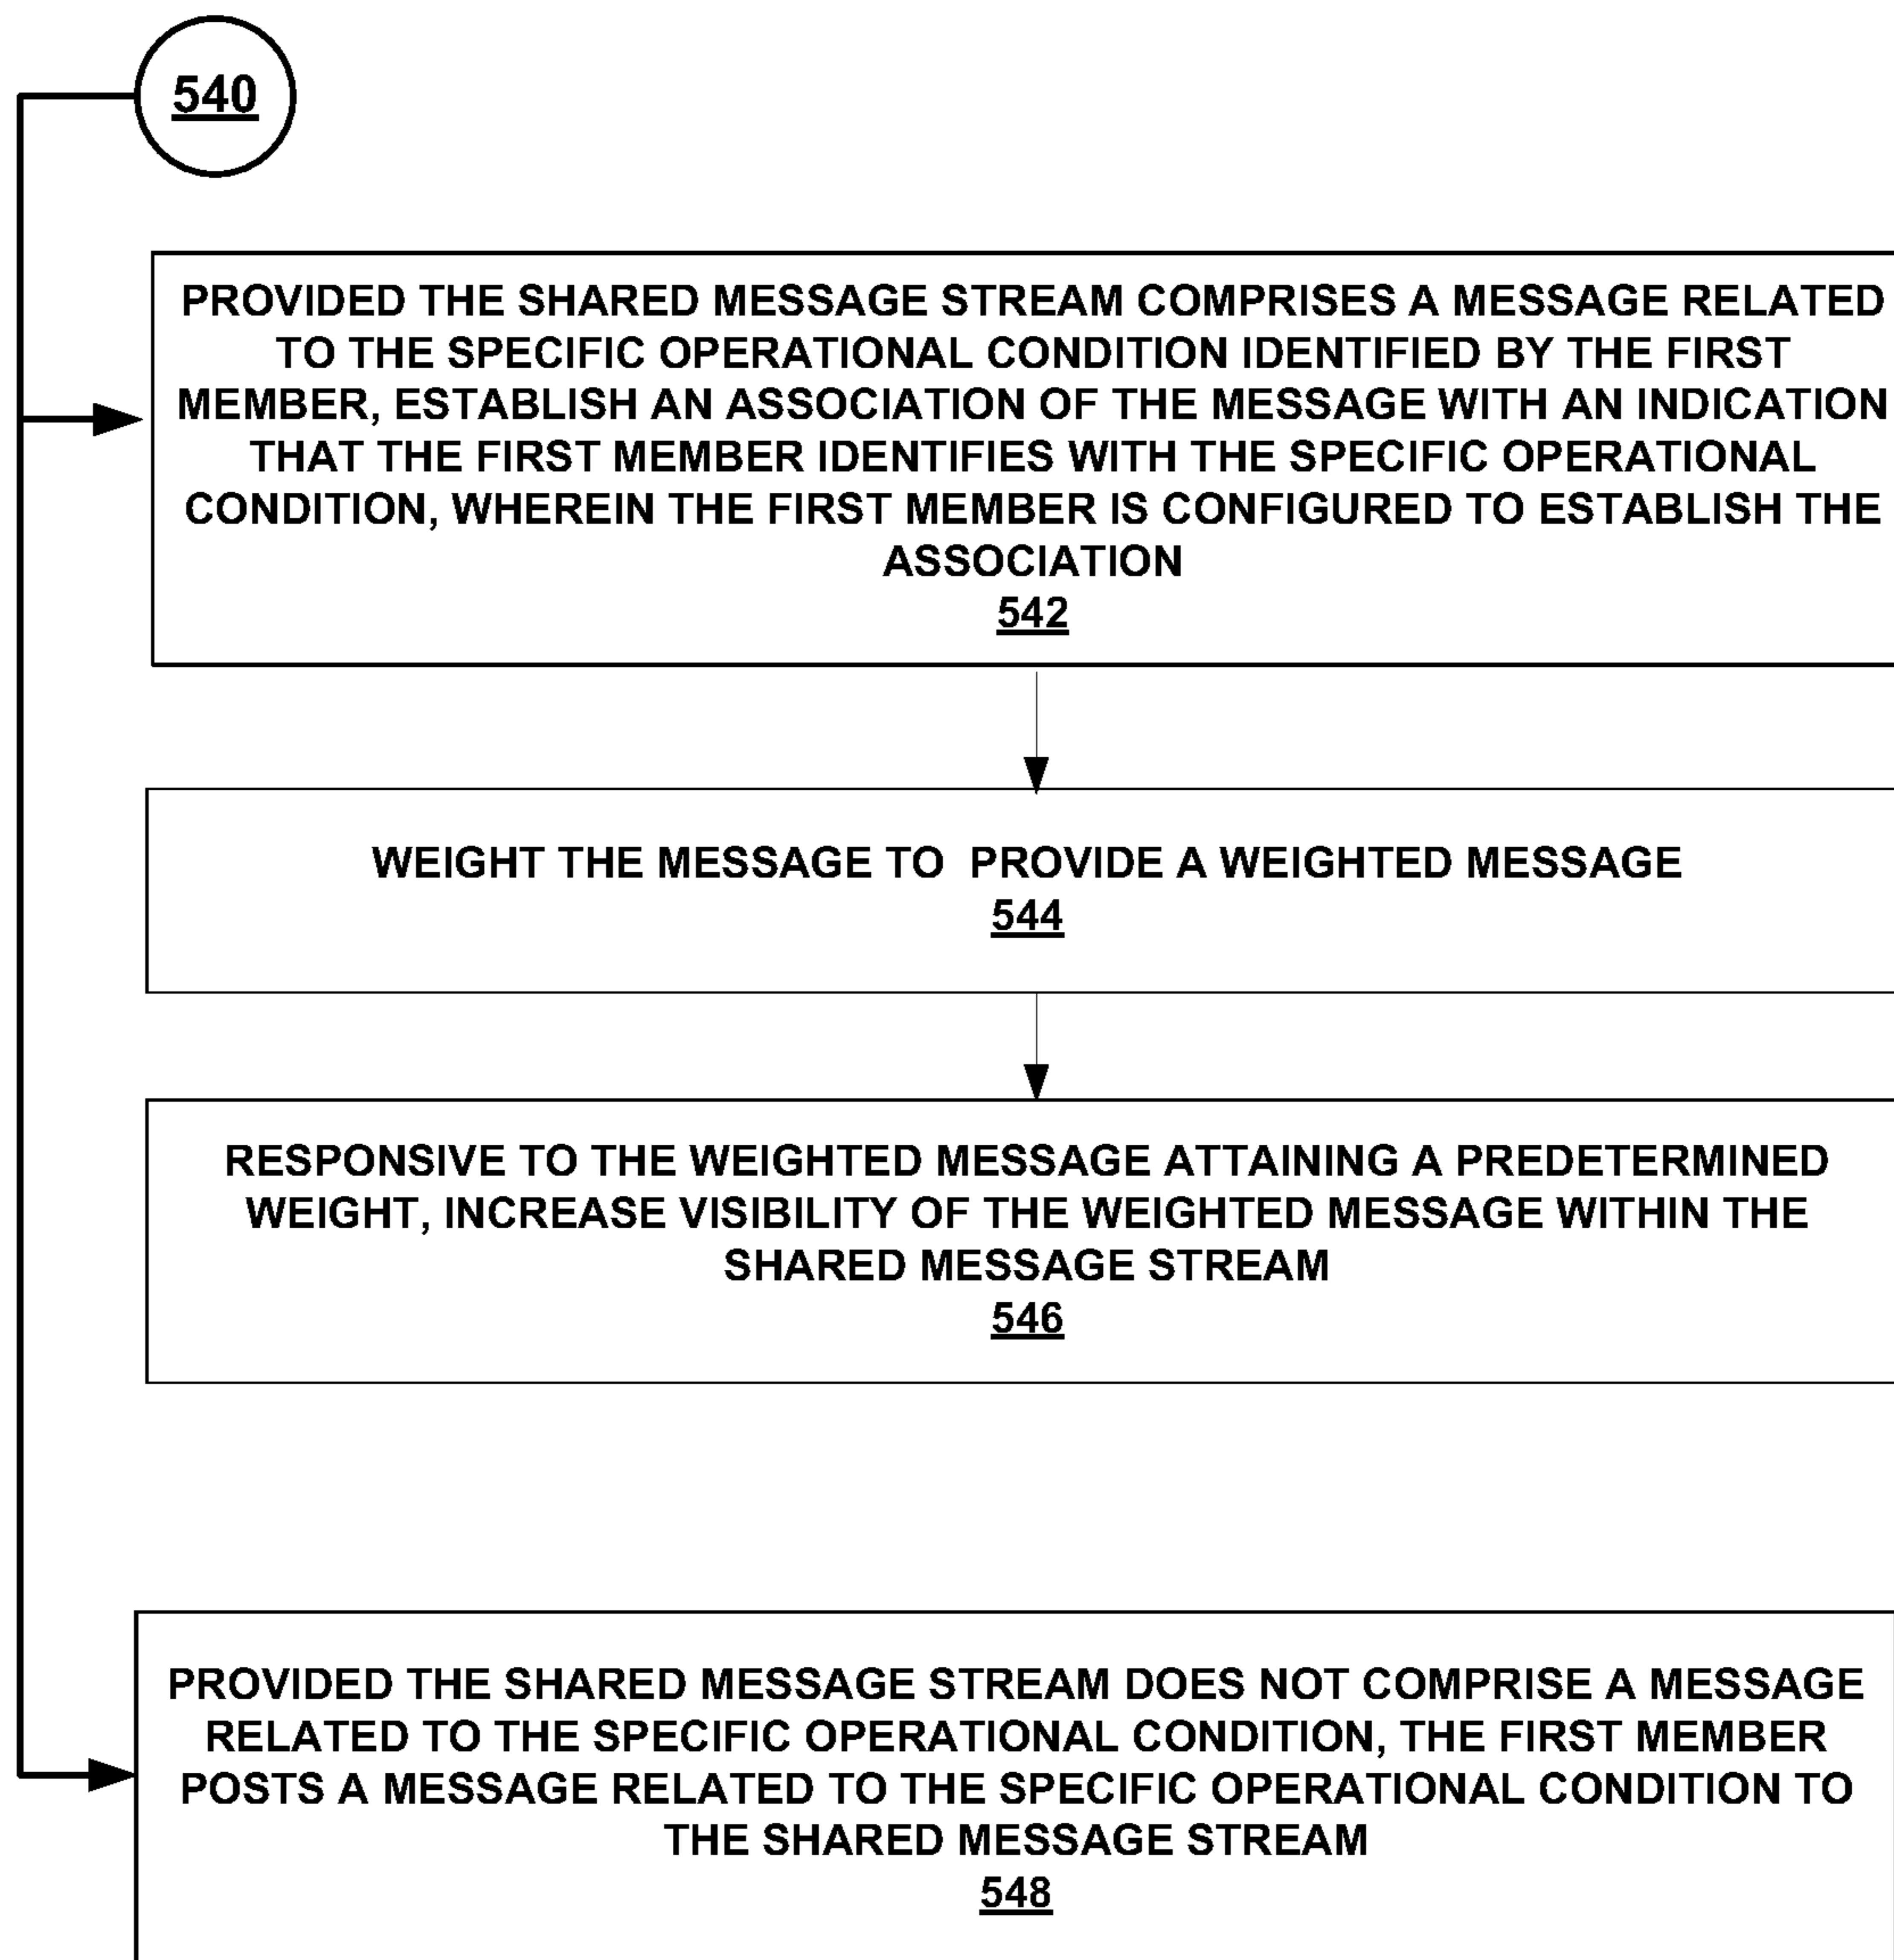 540
PROVIDED THE SHARED MESSAGE STREAM COMPRISES A MESSAGE RELATED
TO THE SPECIFIC OPERATIONAL CONDITION IDENTIFIED BY THE FIRST
MEMBER, ESTABLISH AN ASSOCIATION OF THE MESSAGE WITH AN INDICATION
THAT THE FIRST MEMBER IDENTIFIES WITH THE SPECIFIC OPERATIONAL
CONDITION, WHEREIN THE FIRST MEMBER IS CONFIGURED TO ESTABLISH THE
ASSOCIATION
542
WEIGHT THE MESSAGE TO  PROVIDE A WEIGHTED MESSAGE
544
RESPONSIVE TO THE WEIGHTED MESSAGE ATTAINING A PREDETERMINED
WEIGHT, INCREASE VISIBILITY OF THE WEIGHTED MESSAGE WITHIN THE
SHARED MESSAGE STREAM
546
PROVIDED THE SHARED MESSAGE STREAM DOES NOT COMPRISE A MESSAGE
RELATED TO THE SPECIFIC OPERATIONAL CONDITION, THE FIRST MEMBER
POSTS A MESSAGE RELATED TO THE SPECIFIC OPERATIONAL CONDITION TO
THE SHARED MESSAGE STREAM
548